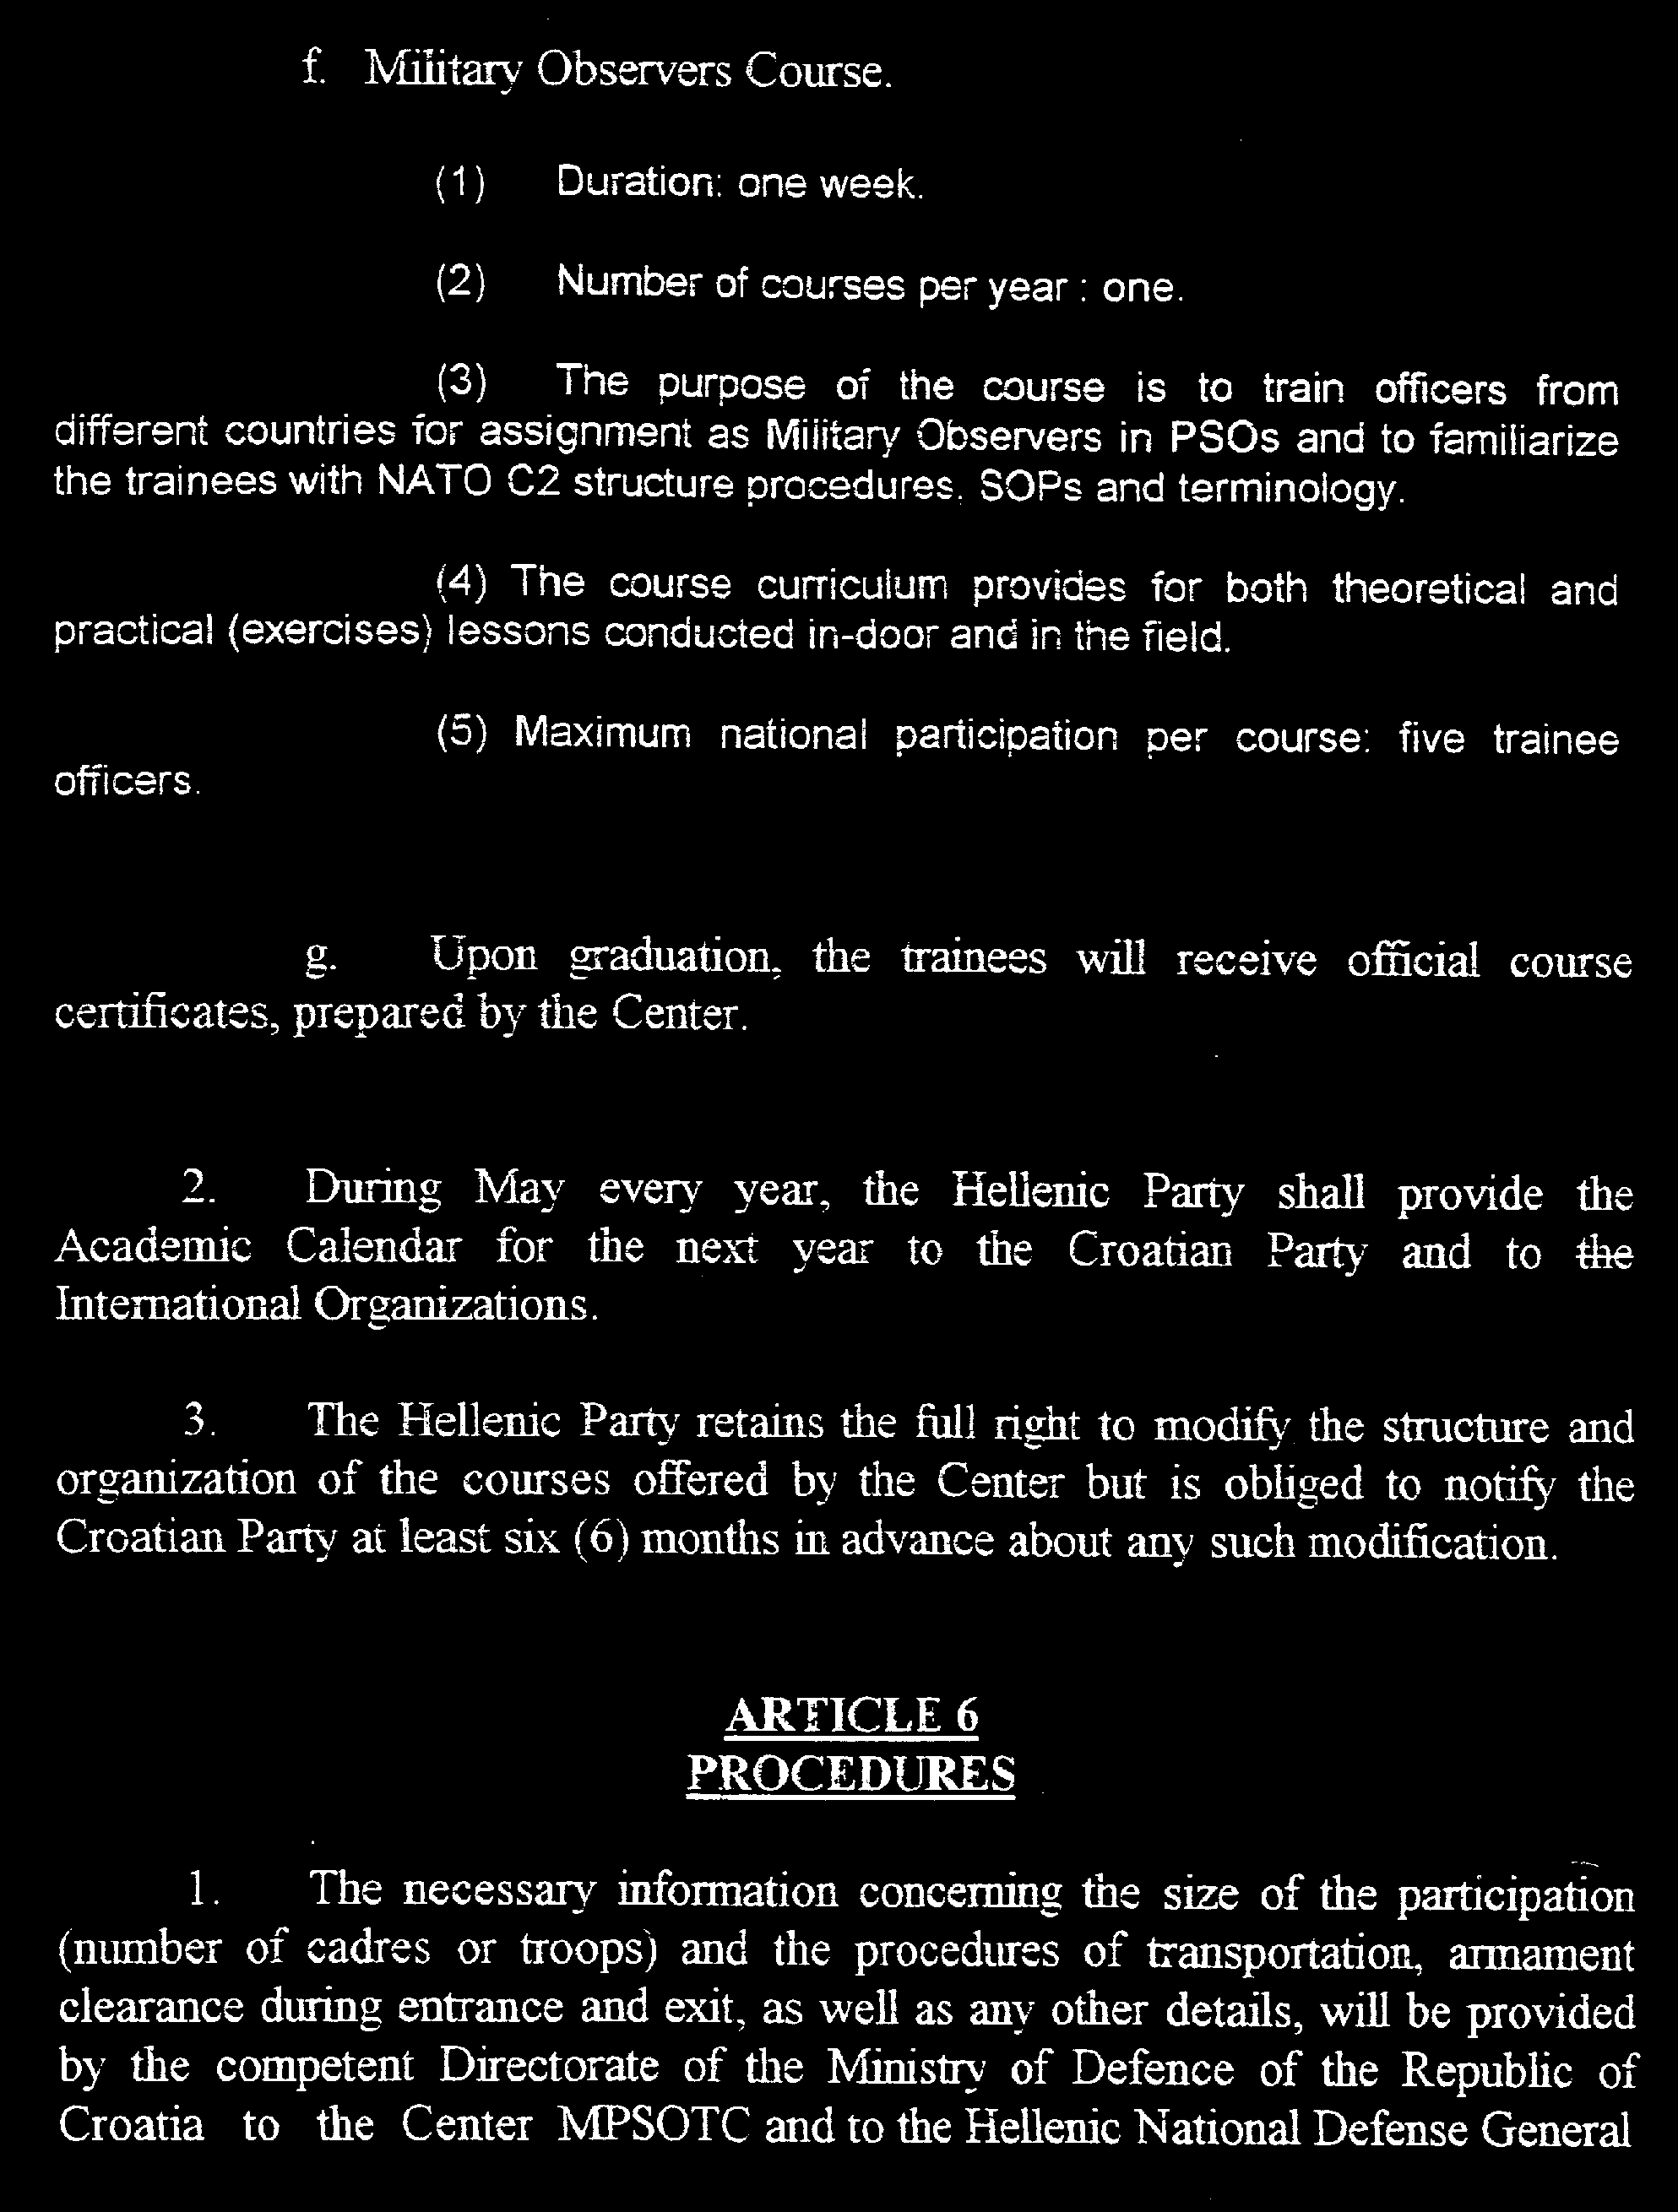 f. Military Observers Course.
(1) Duration: one week.
(2) Number of courses per year : one.
(3) The purpose of the course is to train officers from
different countries for assignment as Military Observers in PSOs and to familiarize
the trainees with NATO C2 structure procedures, SOPs and terminology.
(4) The course curriculum provides for both theoretical and
practical (exercises) lessons conducted in-door and in the field.
(5) Maximum national participation per course: five trainee
officers.
g. Upon graduation, the trainees will receive official course
certificates, prepared by the Center.
2. During May every year, the Hellenic Party shall provide the
Academic Calendar for the next year to the Croatian Party and to the
International Organizations.
3. The Hellenic Party retains the full right to modify the structure and
organization of the courses offered by the Center but is obliged to notify the
Croatian Party at least six (6) months in advance about any such modification.
ARTICLE 6
PROCEDURES
1. The necessary information concerning the size of the participation
(number of cadres or troops) and the procedures of transportation, armament
clearance during entrance and exit, as well as any other details, will be provided
by the competent Directorate of the Ministry of Defence of the Republic of
Croatia to the Center MPSOTC and to the Hellenic National Defense General